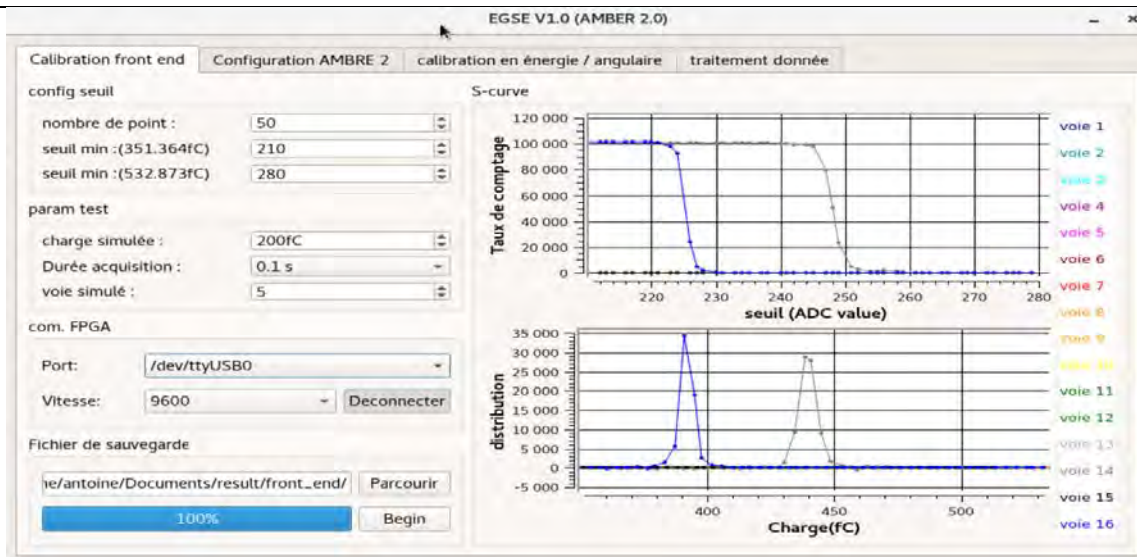 EGSE V1.0 (AMBER 2.0)
Calibration front end
Configuration AMBRE 2
calibration en énergie / angulaire
traitement donnée
config seuil
nombre de point :
50
seuil min :(351.364fC)
210
seuil min :(532.873fC)
280
param test
charge simulée :
200fC
Durée acquisition :
0.1 s
voie simulé :
5
com. FPGA
Port:
/dev/ttyUSB0
Vitesse:
9600
Deconnecter
Fichier de sauvegarde
ne/antoine/Documents/result/front_end/
Parcourir
100%
Begin
S-curve
Taux de comptage
120 000
100 000
80 000
60 000
40 000
20 000
0
220
230
240
250
260
270
280
seuil (ADC value)
distribution
35 000
30 000
25 000
20 000
15 000
10 000
5 000
0
-5 000
400
450
500
Charge(fC)
voie 1
voie 2
voie 4
voie 5
voie 6
voie 7
voie 8
voie 9
voie 11
voie 12
voie 13
voie 14
voie 15
voie 16